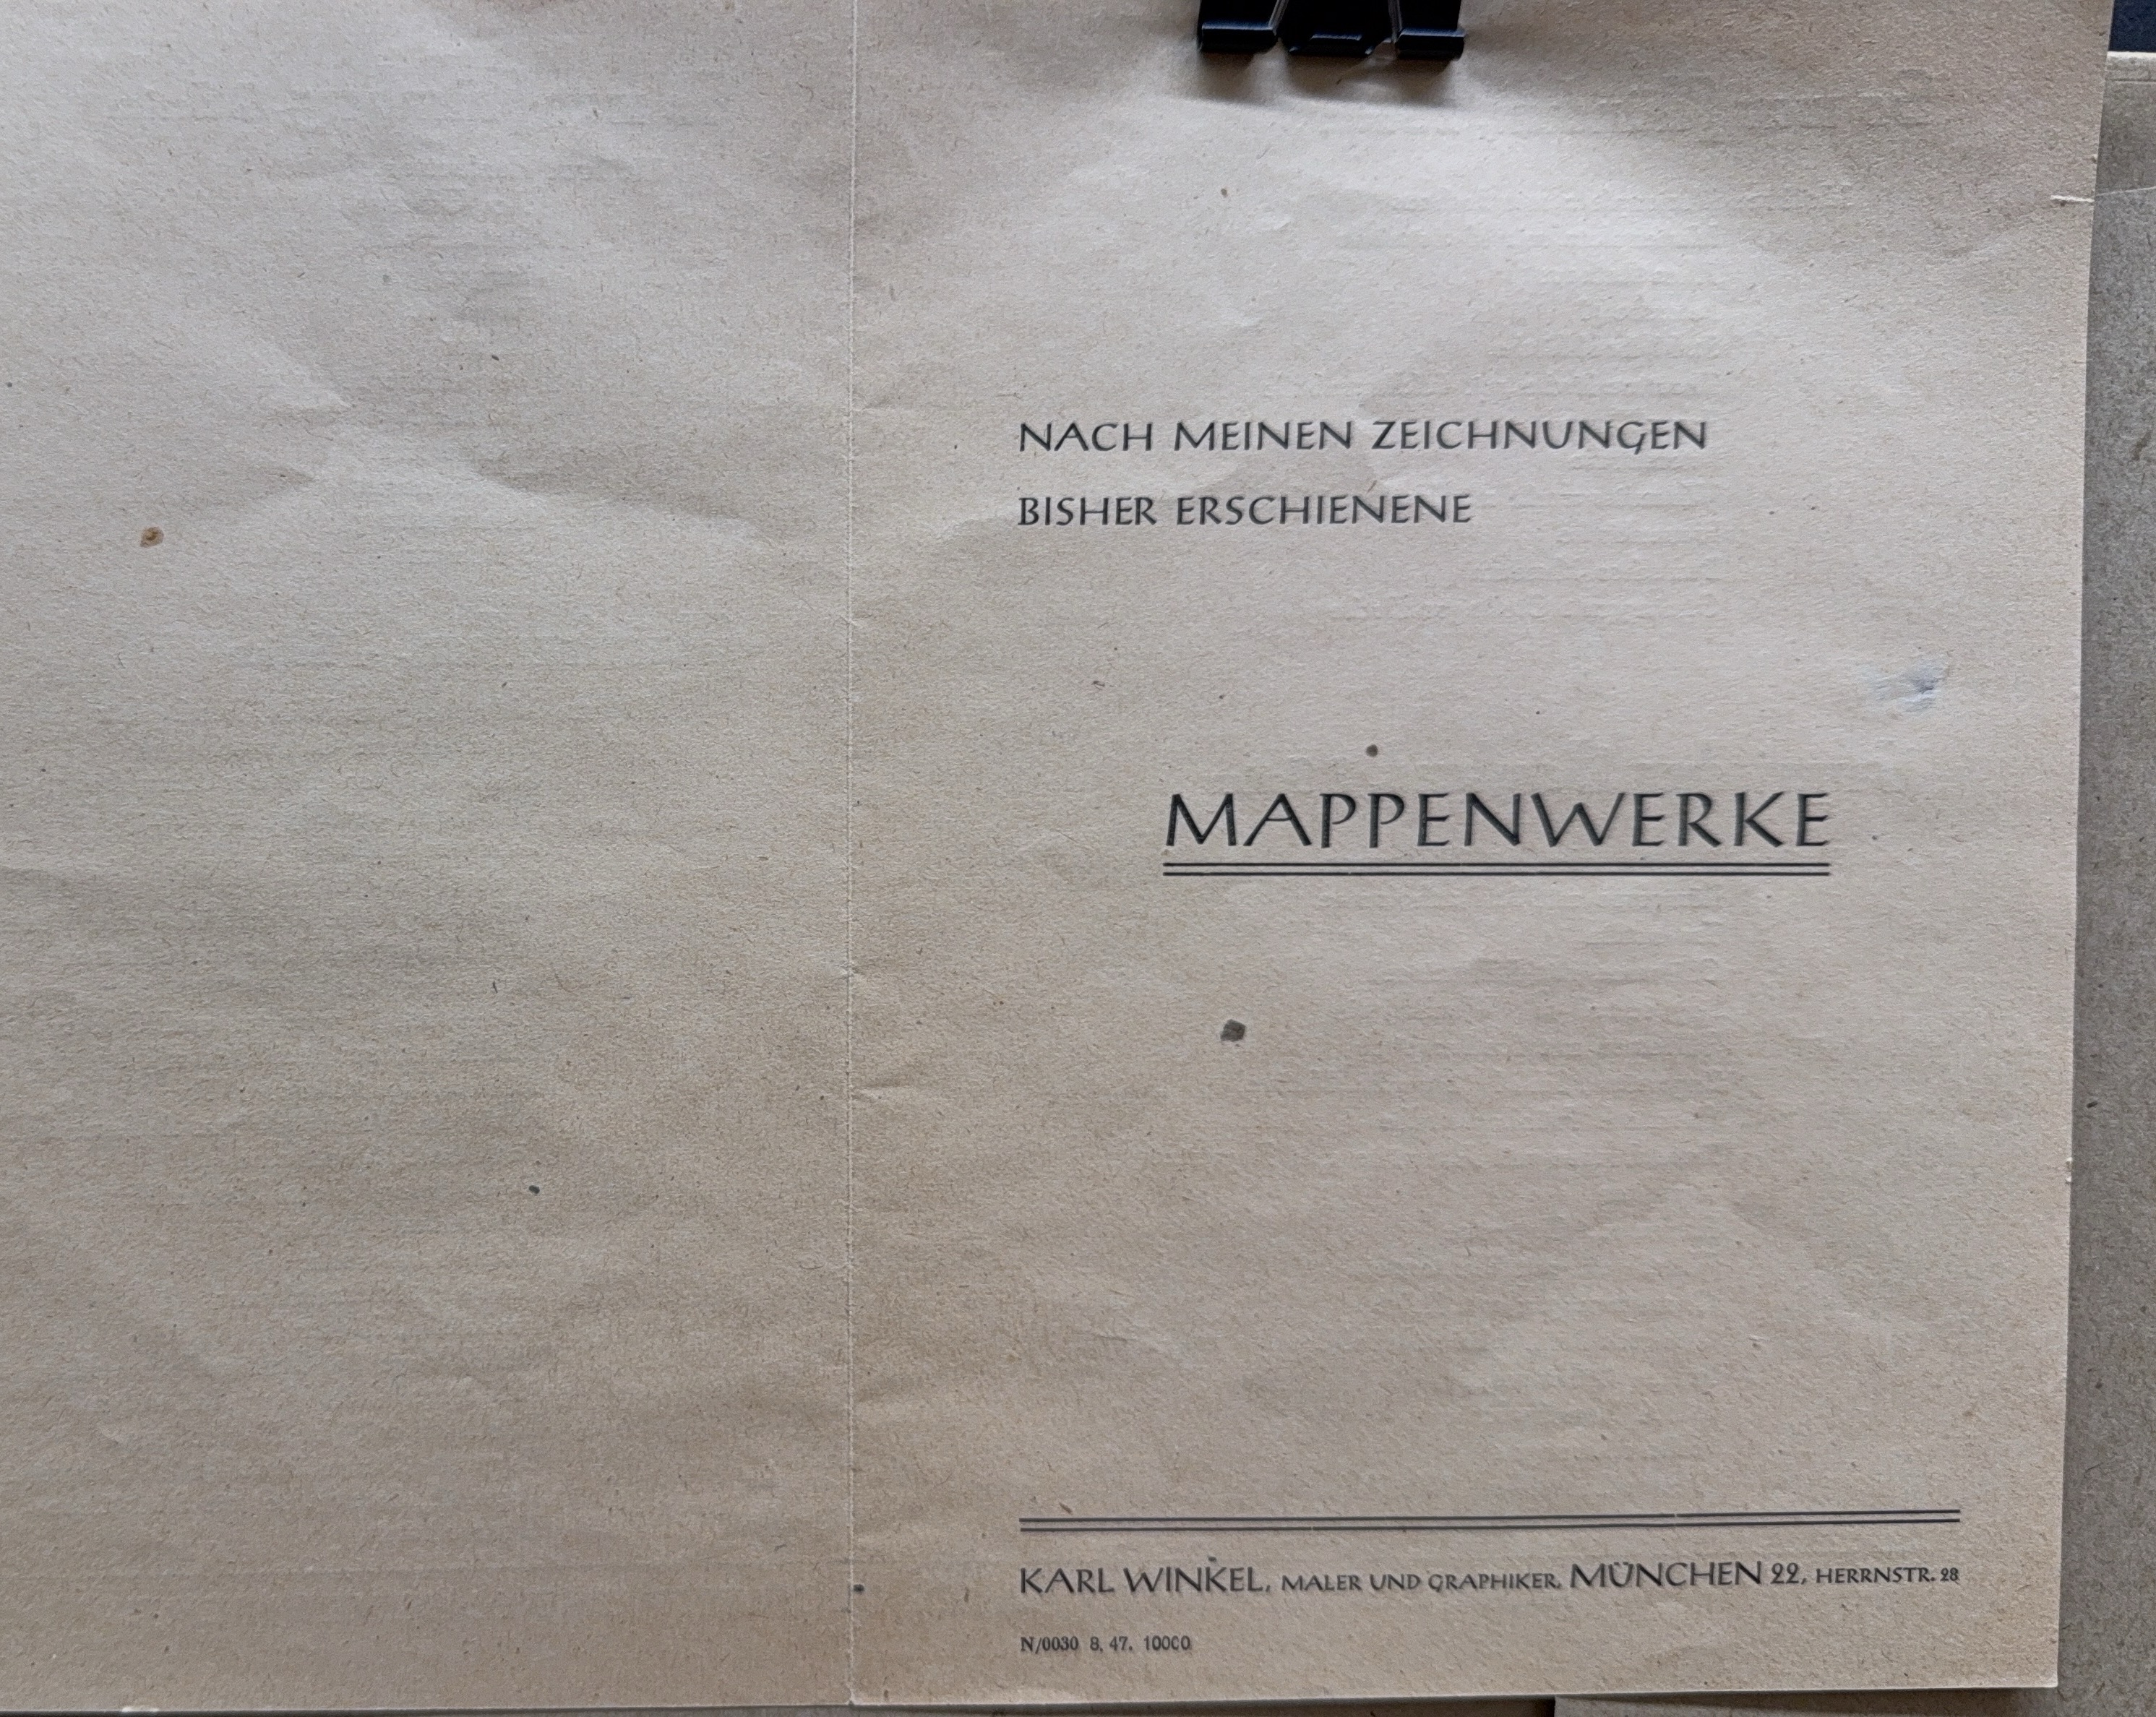 NACH MEINEN ZEICHNUNGEN
BISHER ERSCHIENENE
MAPPENWERKE
KARL WINKEL, MALER UND GRAPHIKER, MÜNCHEN 22, HERRNSTR. 28
N/0030 8. 47. 10000